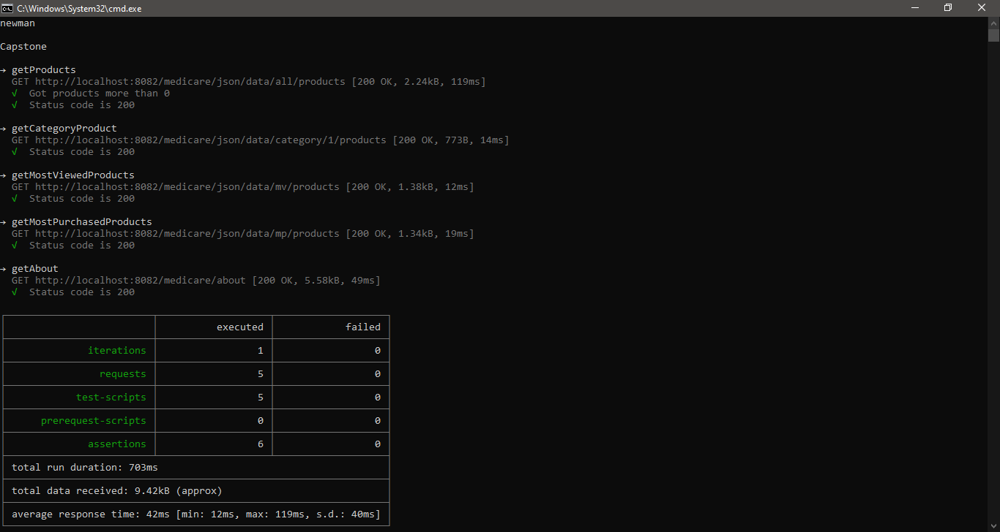 C:\Windows\System32\cmd.exe
newman
Capstone
→ getProducts
GET http://localhost:8082/medicare/json/data/all/products [200 OK, 2.24kB, 119ms]
√ Got products more than 0
√ Status code is 200
→ getCategoryProduct
GET http://localhost:8082/medicare/json/data/category/1/products [200 OK, 773B, 14ms]
√ Status code is 200
→ getMostViewedProducts
GET http://localhost:8082/medicare/json/data/mv/products [200 OK, 1.38kB, 12ms]
√ Status code is 200
→ getMostPurchasedProducts
GET http://localhost:8082/medicare/json/data/mp/products [200 OK, 1.34kB, 19ms]
√ Status code is 200
→ getAbout
GET http://localhost:8082/medicare/about [200 OK, 5.58kB, 49ms]
√ Status code is 200
executed failed
iterations 1 0
requests 5 0
test-scripts 5 0
prerequest-scripts 0 0
assertions 6 0
total run duration: 703ms
total data received: 9.42kB (approx)
average response time: 42ms [min: 12ms, max: 119ms, s.d.: 40ms]